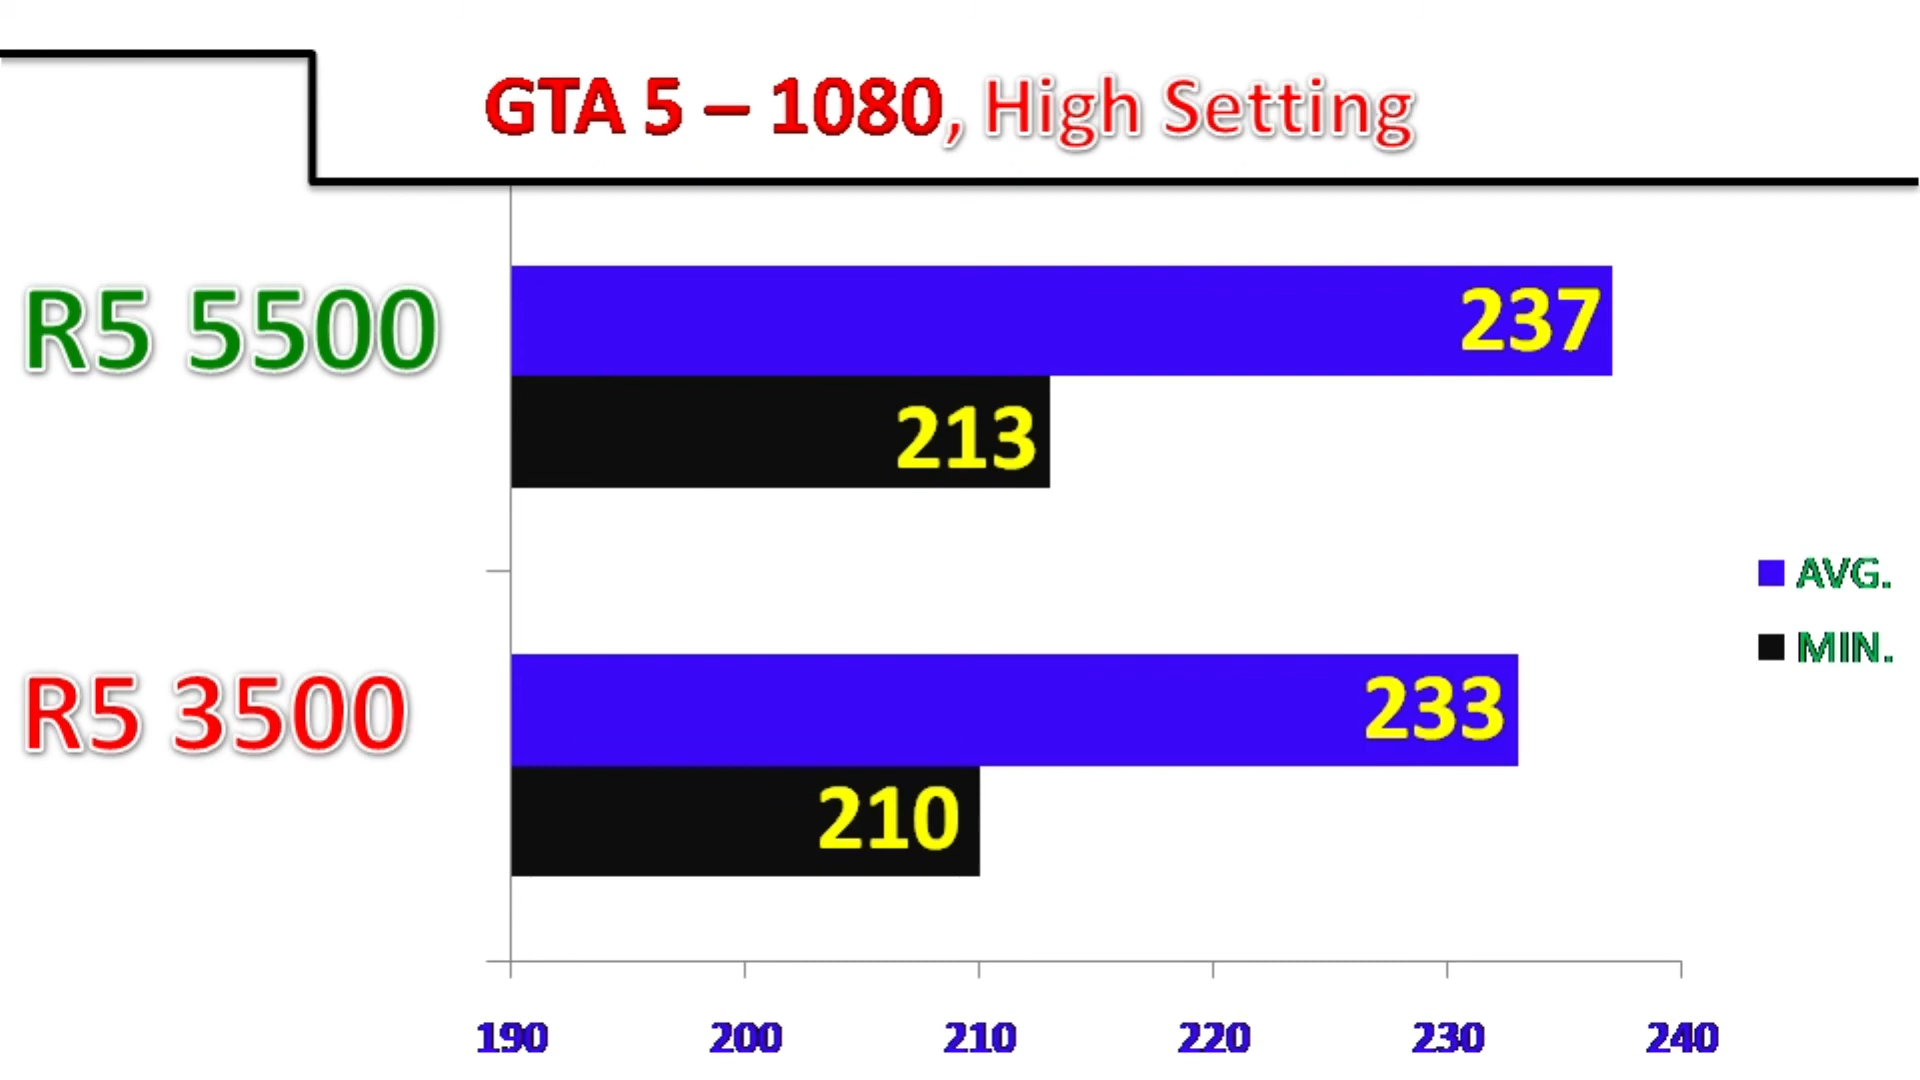 GTA 5 – 1080, High Setting
R5 5500
237
213
AVG.
MIN.
R5 3500
233
210
190 200 210 220 230 240